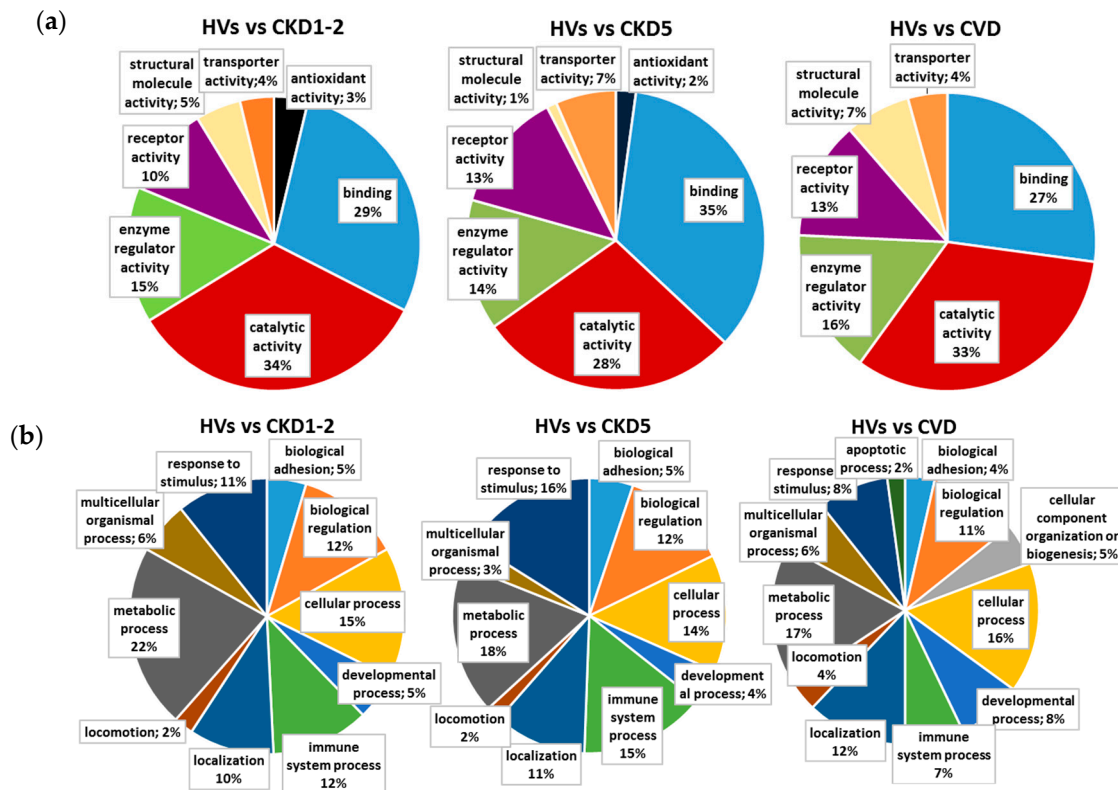 (a)
HVs vs CKD1-2
structural
molecule
activity; 5%
transporter
activity;4%
antioxidant
activity; 3%
receptor
activity
10%
binding
29%
enzyme
regulator
activity
15%
catalytic
activity
34%
HVs vs CKD5
structural
molecule
activity; 1%
transporter
activity; 7%
antioxidant
activity; 2%
receptor
activity
13%
binding
35%
enzyme
regulator
activity
14%
catalytic
activity
28%
HVs vs CVD
structural
molecule
activity; 7%
transporter
activity; 4%
receptor
activity
13%
binding
27%
enzyme
regulator
activity
16%
catalytic
activity
33%
(b)
HVs vs CKD1-2
response to
stimulus; 11%
biological
adhesion; 5%
multicellular
organismal
process; 6%
biological
regulation
12%
metabolic
process
22%
cellular process
15%
developmental
process; 5%
locomotion; 2%
localization
10%
immune
system process
12%
HVs vs CKD5
response to
stimulus; 16%
biological
adhesion; 5%
multicellular
organismal
process; 3%
biological
regulation
12%
metabolic
process
18%
cellular
process
14%
development
al process; 4%
locomotion
2%
localization
11%
immune
system
process
15%
HVs vs CVD
response
stimulus; 8%
apoptotic
process; 2%
biological
adhesion; 4%
multicellular
organismal
process; 6%
biological
regulation
11%
cellular
component
organization or
biogenesis; 5%
metabolic
process
17%
cellular
process
16%
locomotion
4%
developmental
process; 8%
localization
12%
immune
system process
7%